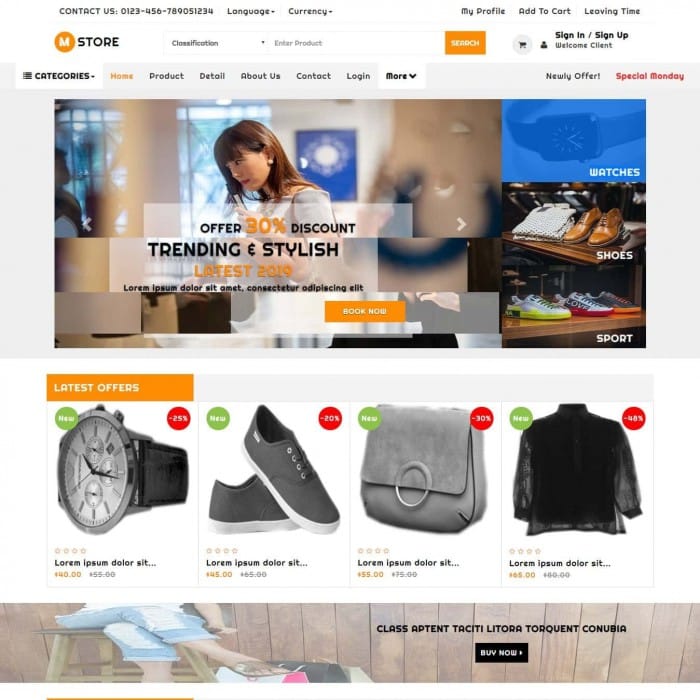 CONTACT US: 0123-456-789051234 Language Currency My Profile Add To Cart Leaving Time
M STORE Classification Enter Product SEARCH Sign In / Sign Up
Welcome Client
CATEGORIES Home Product Detail About Us Contact Login More Newly Offer! Special Monday
OFFER 30% DISCOUNT
TRENDING & STYLISH
LATEST 2019
Lorem ipsum dolor sit amet, consectetur adipiscing elit
BOOK NOW
WATCHES
SHOES
SPORT
LATEST OFFERS
New -25% New -20% New -30% New -48%
Lorem ipsum dolor sit... Lorem ipsum dolor sit... Lorem ipsum dolor sit... Lorem ipsum dolor sit...
$40.00 $55.00 $45.00 $65.00 $55.00 $75.00 $65.00 $80.00
CLASS APTENT TACITI LITORA TORQUENT CONUBIA
BUY NOW